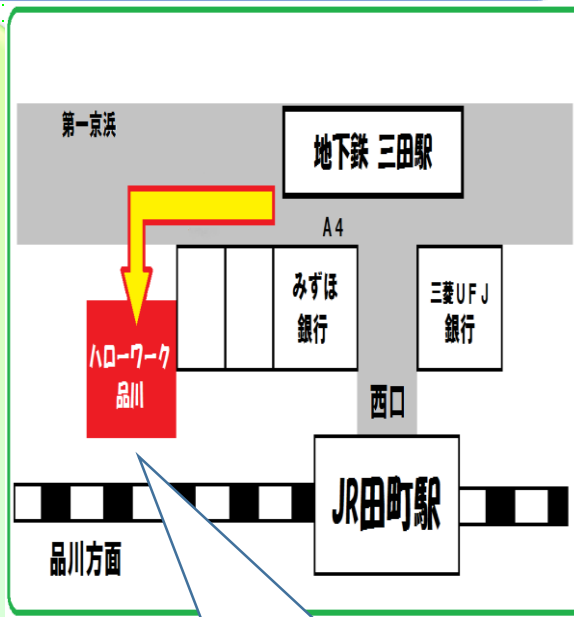 第一京浜
地下鉄 三田駅
A4
みずほ
銀行
三菱UFJ
銀行
ハローワーク
品川
西口
JR田町駅
品川方面